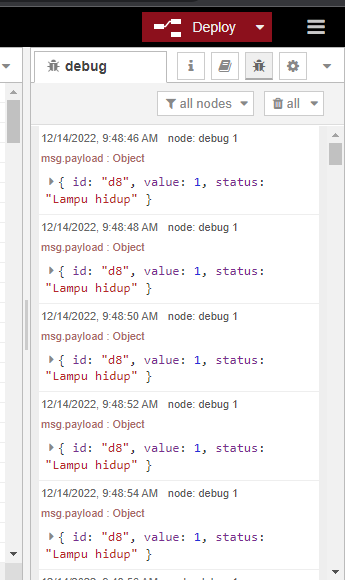 Deploy
debug
all nodes
all
12/14/2022, 9:48:46 AM node: debug 1
msg.payload : Object
{ id: "d8", value: 1, status:
"Lampu hidup" }
12/14/2022, 9:48:48 AM node: debug 1
msg.payload : Object
{ id: "d8", value: 1, status:
"Lampu hidup" }
12/14/2022, 9:48:50 AM node: debug 1
msg.payload : Object
{ id: "d8", value: 1, status:
"Lampu hidup" }
12/14/2022, 9:48:52 AM node: debug 1
msg.payload : Object
{ id: "d8", value: 1, status:
"Lampu hidup" }
12/14/2022, 9:48:54 AM node: debug 1
msg.payload : Object
{ id: "d8", value: 1, status:
"Lampu hidup" }